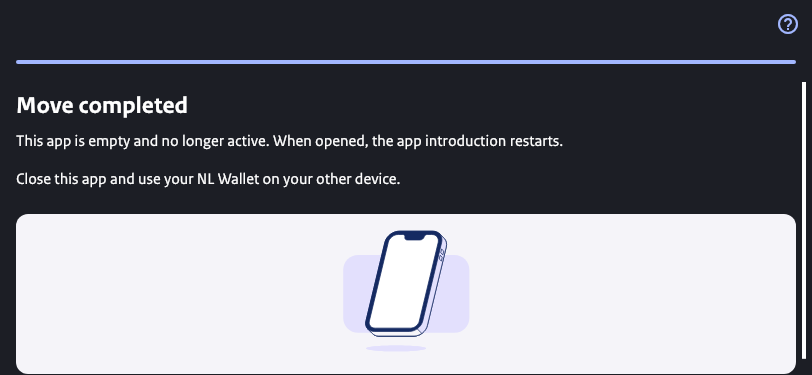 Move completed
This app is empty and no longer active. When opened, the app introduction restarts.
Close this app and use your NL Wallet on your other device.